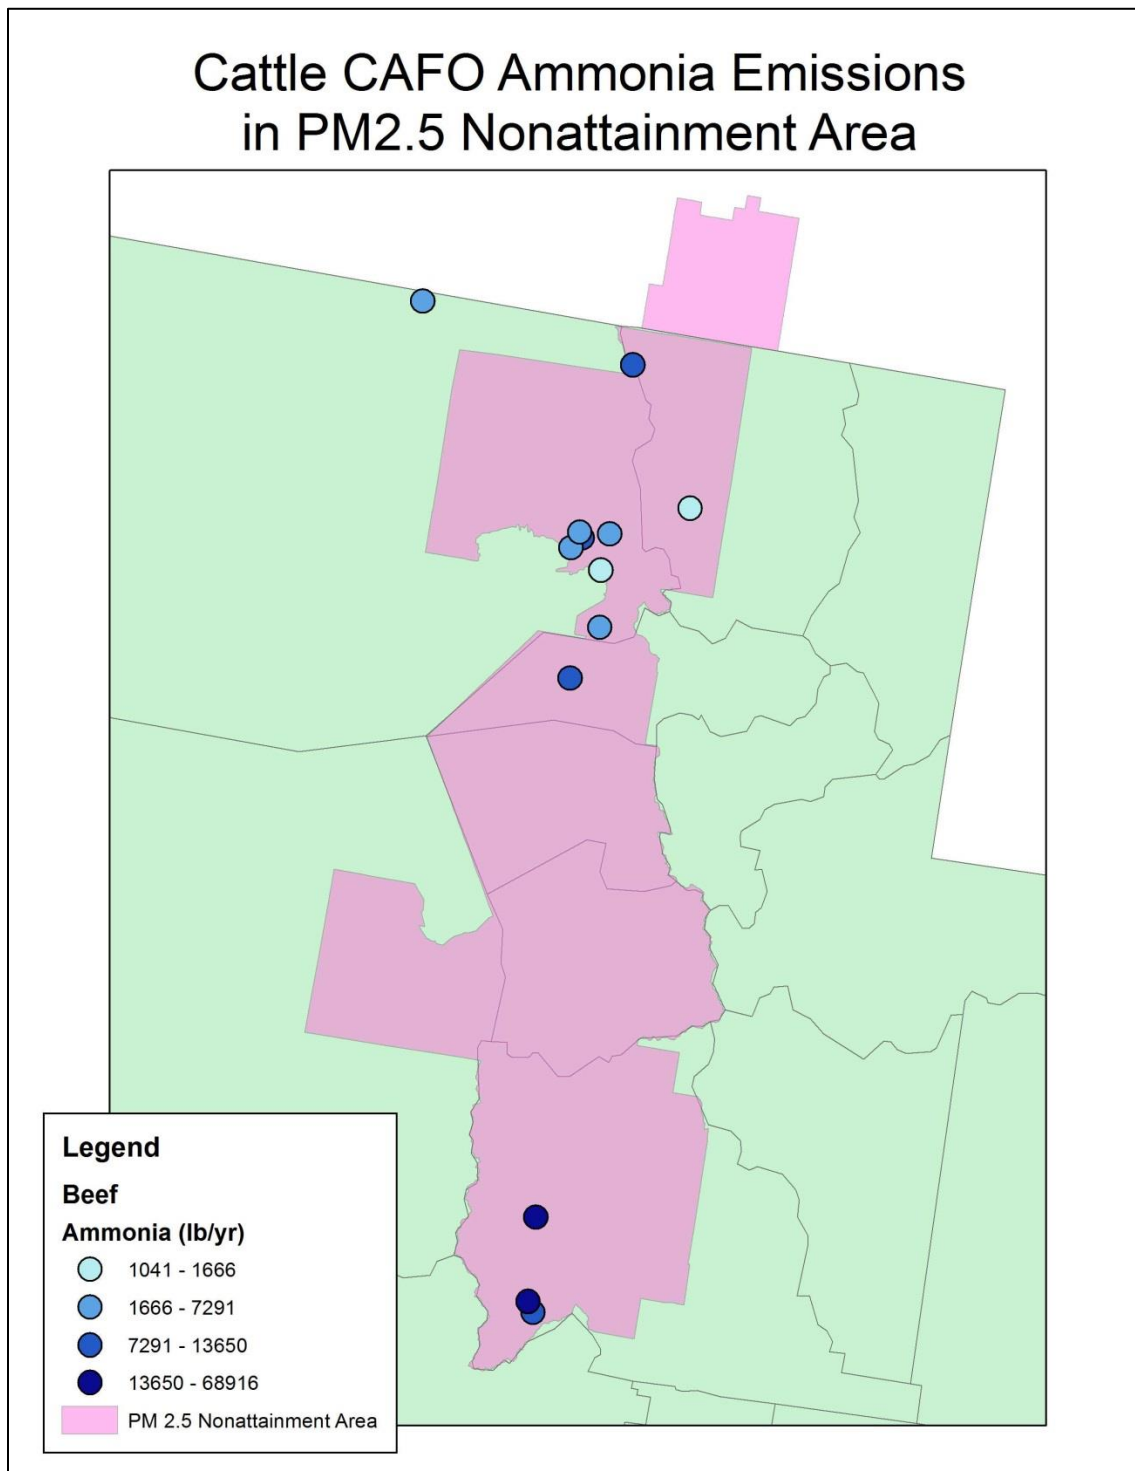 Cattle CAFO Ammonia Emissions
in PM2.5 Nonattainment Area
Legend
Beef
Ammonia (lb/yr)
1041 - 1666
1666 - 7291
7291 - 13650
13650 - 68916
PM 2.5 Nonattainment Area